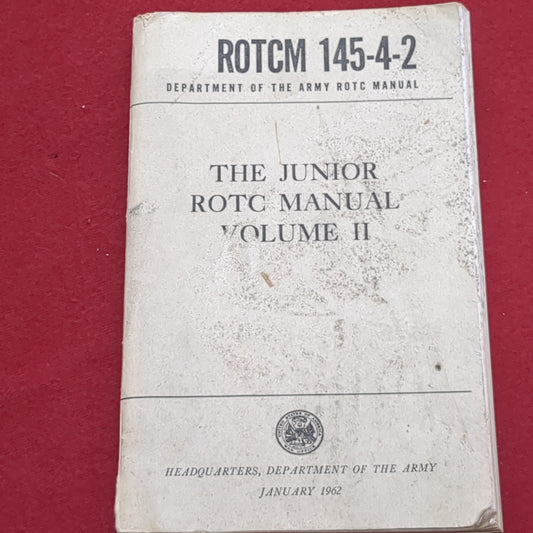 ROTCM 145-4-2
DEPARTMENT OF THE ARMY ROTC MANUAL
THE JUNIOR
ROTC MANUAL
VOLUME II
HEADQUARTERS, DEPARTMENT OF THE ARMY
JANUARY 1962